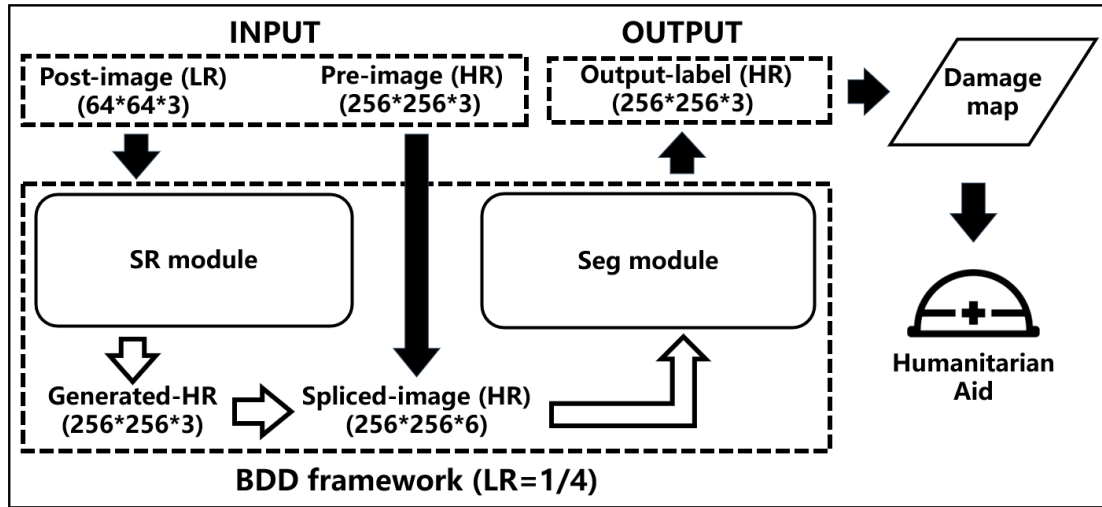 INPUT
OUTPUT
Post-image (LR)
(64*64*3)
Pre-image (HR)
(256*256*3)
Output-label (HR)
(256*256*3)
Damage
map
SR module
Seg module
Generated-HR
(256*256*3)
Spliced-image (HR)
(256*256*6)
Humanitarian
Aid
BDD framework (LR=1/4)